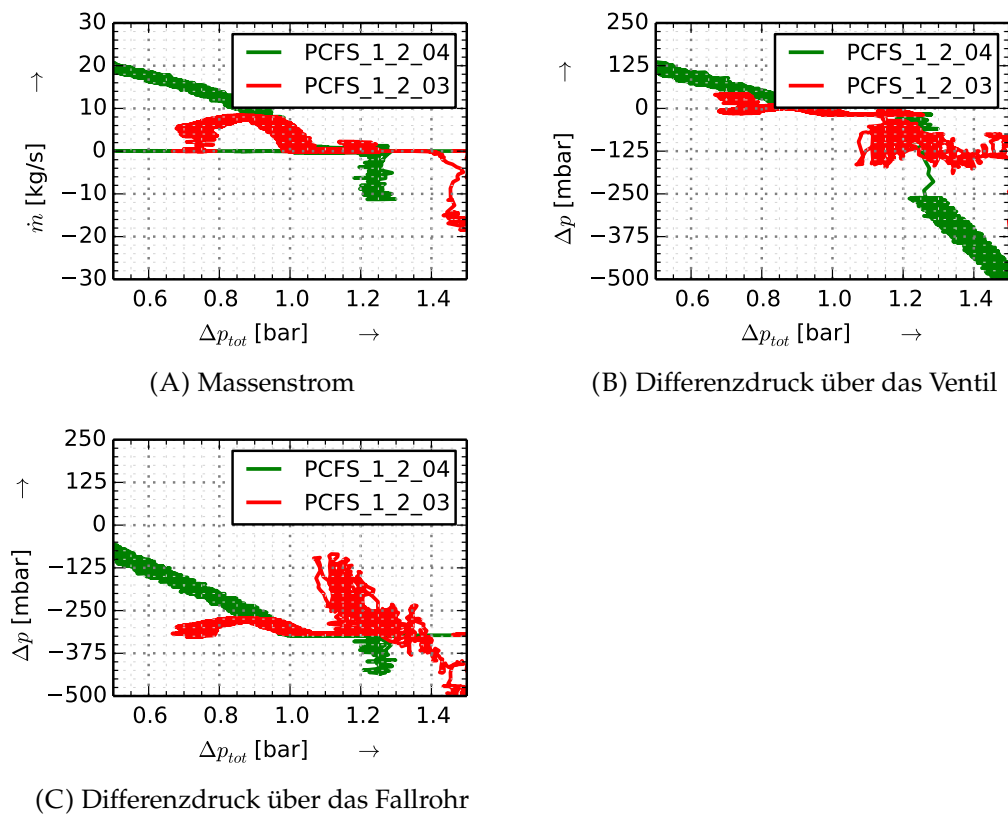 30
20
10
0
−10
−20
−30
ṁ [kg/s] →
PCFS_1_2_04
PCFS_1_2_03
0.6 0.8 1.0 1.2 1.4
Δp_tot [bar] →
(A) Massenstrom
250
125
0
−125
−250
−375
−500
Δp [mbar] →
PCFS_1_2_04
PCFS_1_2_03
0.6 0.8 1.0 1.2 1.4
Δp_tot [bar] →
(B) Differenzdruck über das Ventil
250
125
0
−125
−250
−375
−500
Δp [mbar] →
PCFS_1_2_04
PCFS_1_2_03
0.6 0.8 1.0 1.2 1.4
Δp_tot [bar] →
(C) Differenzdruck über das Fallrohr